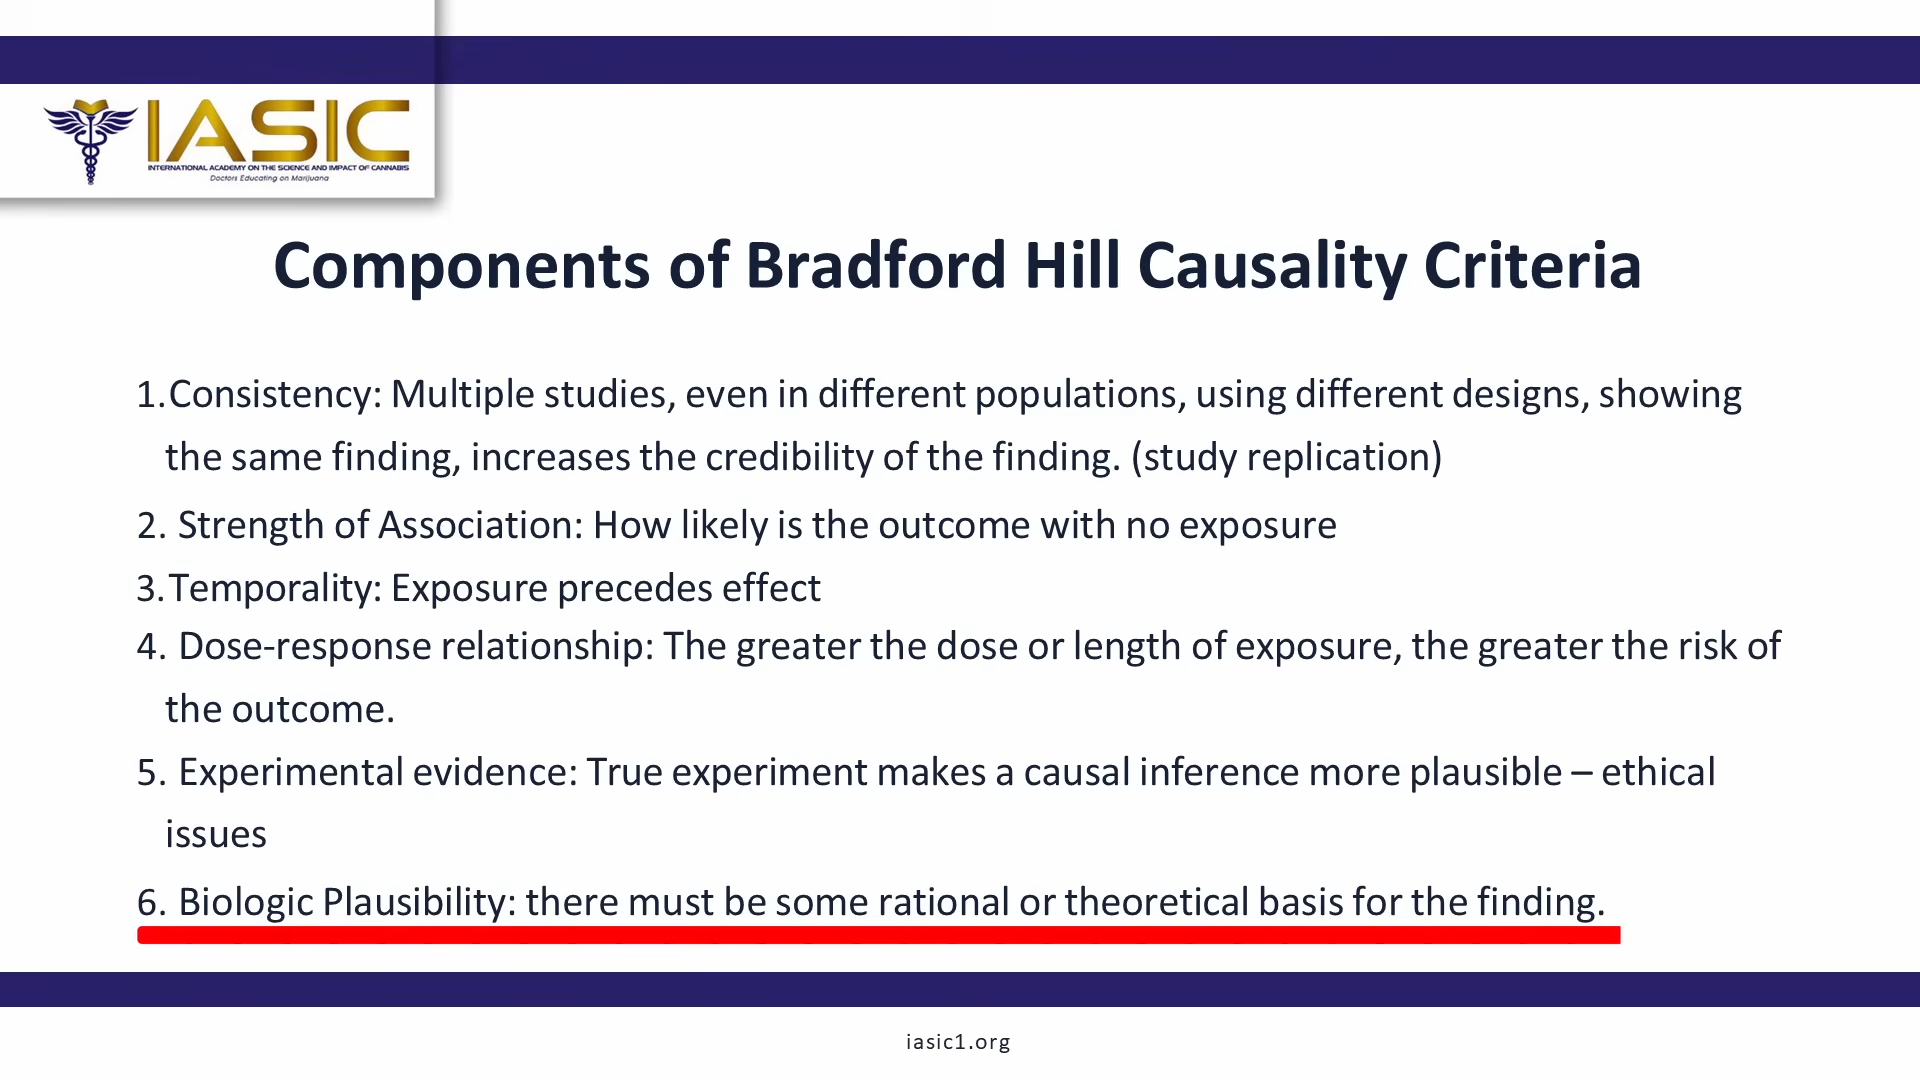 IASIC
INTERNATIONAL ACADEMY ON THE SCIENCE AND IMPACT OF CANNABIS
Doctors Educating on Marijuana
Components of Bradford Hill Causality Criteria
1.Consistency: Multiple studies, even in different populations, using different designs, showing
the same finding, increases the credibility of the finding. (study replication)
2. Strength of Association: How likely is the outcome with no exposure
3.Temporality: Exposure precedes effect
4. Dose-response relationship: The greater the dose or length of exposure, the greater the risk of
the outcome.
5. Experimental evidence: True experiment makes a causal inference more plausible – ethical
issues
6. Biologic Plausibility: there must be some rational or theoretical basis for the finding.
iasic1.org